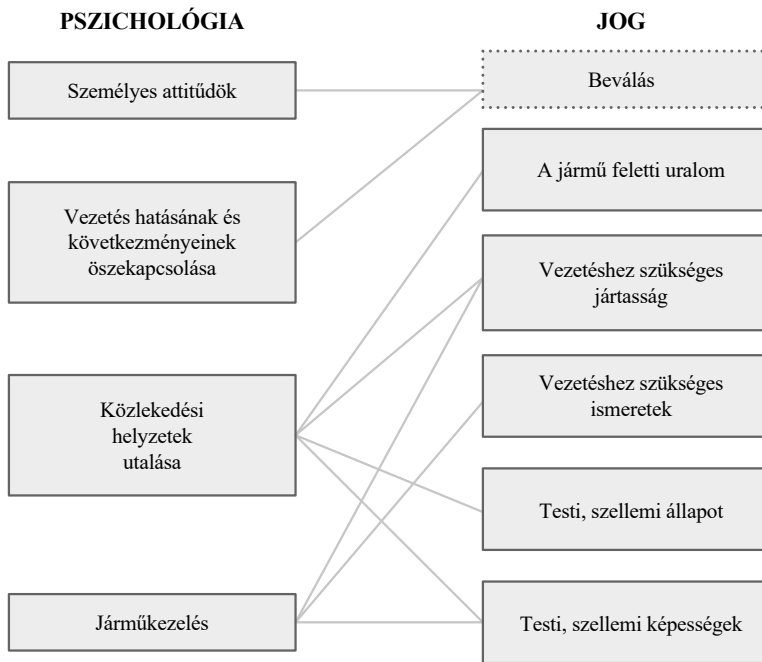 PSZICHOLÓGIA
Személyes attitűdök
Vezetés hatásának és
következményeinek
öszekapcsolása
Közlekedési
helyzetek
utalása
Járműkezelés
JOG
Beválás
A jármű feletti uralom
Vezetéshez szükséges
jártasság
Vezetéshez szükséges
ismeretek
Testi, szellemi állapot
Testi, szellemi képességek